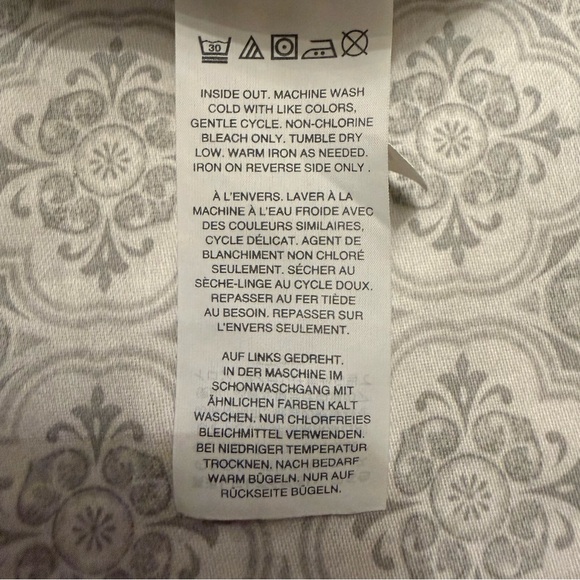 30
INSIDE OUT. MACHINE WASH
COLD WITH LIKE COLORS,
GENTLE CYCLE. NON-CHLORINE
BLEACH ONLY. TUMBLE DRY
LOW. WARM IRON AS NEEDED.
IRON ON REVERSE SIDE ONLY .
À L'ENVERS. LAVER À LA
MACHINE À L'EAU FROIDE AVEC
DES COULEURS SIMILAIRES,
CYCLE DÉLICAT. AGENT DE
BLANCHIMENT NON CHLORÉ
SEULEMENT. SÉCHER AU
SÈCHE-LINGE AU CYCLE DOUX.
REPASSER AU FER TIÈDE
AU BESOIN. REPASSER SUR
L'ENVERS SEULEMENT.
AUF LINKS GEDREHT.
IN DER MASCHINE IM
SCHONWASCHGANG MIT
ÄHNLICHEN FARBEN KALT
WASCHEN. NUR CHLORFREIES
BLEICHMITTEL VERWENDEN.
BEI NIEDRIGER TEMPERATUR
TROCKNEN. NACH BEDARF
WARM BÜGELN. NUR AUF
RÜCKSEITE BÜGELN.